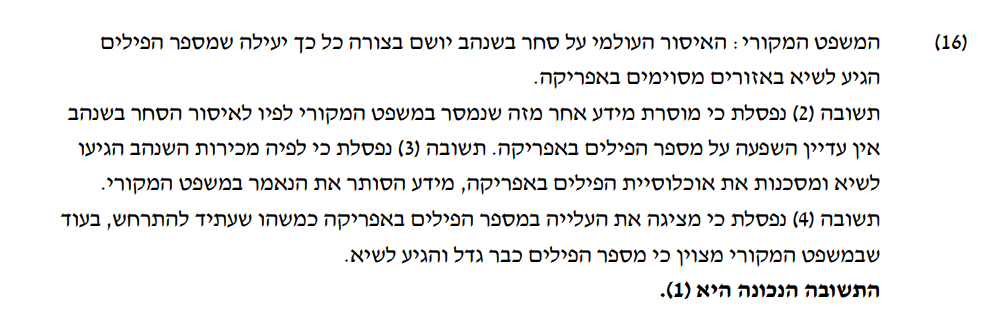 (16) המשפט המקורי: האיסור העולמי על סחר בשנהב יושם בצורה כל כך יעילה שמספר הפילים
הגיע לשיא באזורים מסוימים באפריקה.
תשובה (2) נפסלת כי מוסרת מידע אחר מזה שנמסר במשפט המקורי לפיו לאיסור הסחר בשנהב
אין עדיין השפעה על מספר הפילים באפריקה. תשובה (3) נפסלת כי לפיה מכירות השנהב הגיעו
לשיא ומסכנות את אוכלוסיית הפילים באפריקה, מידע הסותר את הנאמר במשפט המקורי.
תשובה (4) נפסלת כי מציגה את העלייה במספר הפילים באפריקה כמשהו שעתיד להתרחש, בעוד
שבמשפט המקורי מצוין כי מספר הפילים כבר גדל והגיע לשיא.
התשובה הנכונה היא (1).